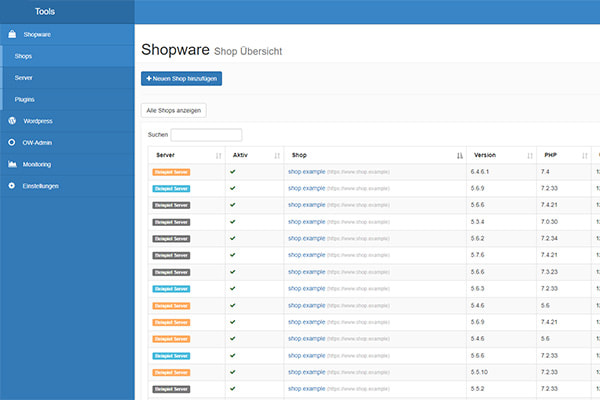 Tools
Shopware
Shops
Server
Plugins
Wordpress
OW-Admin
Monitoring
Einstellungen
Shopware Shop Übersicht
Neuen Shop hinzufügen
Alle Shops anzeigen
Suchen
Server Aktiv Shop Version PHP
Beispiel Server shop.example (https://www.shop.example) 6.4.6.1 7.4
Beispiel Server shop.example (https://www.shop.example) 5.6.9 7.2.33
Beispiel Server shop.example (https://www.shop.example) 5.6.6 7.4.21
Beispiel Server shop.example (https://www.shop.example) 5.5.4 7.0.30
Beispiel Server shop.example (https://www.shop.example) 5.6.2 7.2.34
Beispiel Server shop.example (https://www.shop.example) 5.7.6 7.4.21
Beispiel Server shop.example (https://www.shop.example) 5.6.6 7.3.23
Beispiel Server shop.example (https://www.shop.example) 5.6.3 7.2.33
Beispiel Server shop.example (https://www.shop.example) 5.4.6 5.6
Beispiel Server shop.example (https://www.shop.example) 5.6.9 7.4.21
Beispiel Server shop.example (https://www.shop.example) 5.4.6 5.6
Beispiel Server shop.example (https://www.shop.example) 5.6.6 7.2.33
Beispiel Server shop.example (https://www.shop.example) 5.5.10 7.2.33
Beispiel Server shop.example (https://www.shop.example) 5.5.2 7.2.33